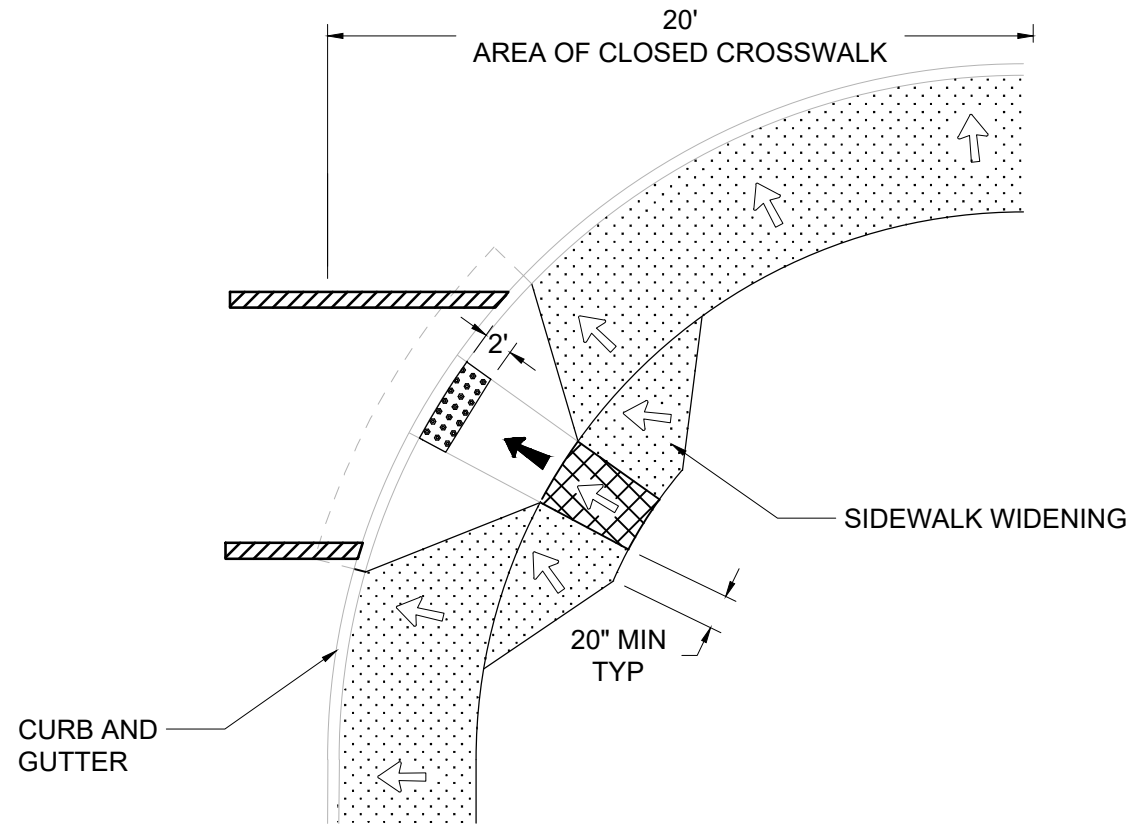 20'
AREA OF CLOSED CROSSWALK
2'
SIDEWALK WIDENING
20" MIN
TYP
CURB AND
GUTTER